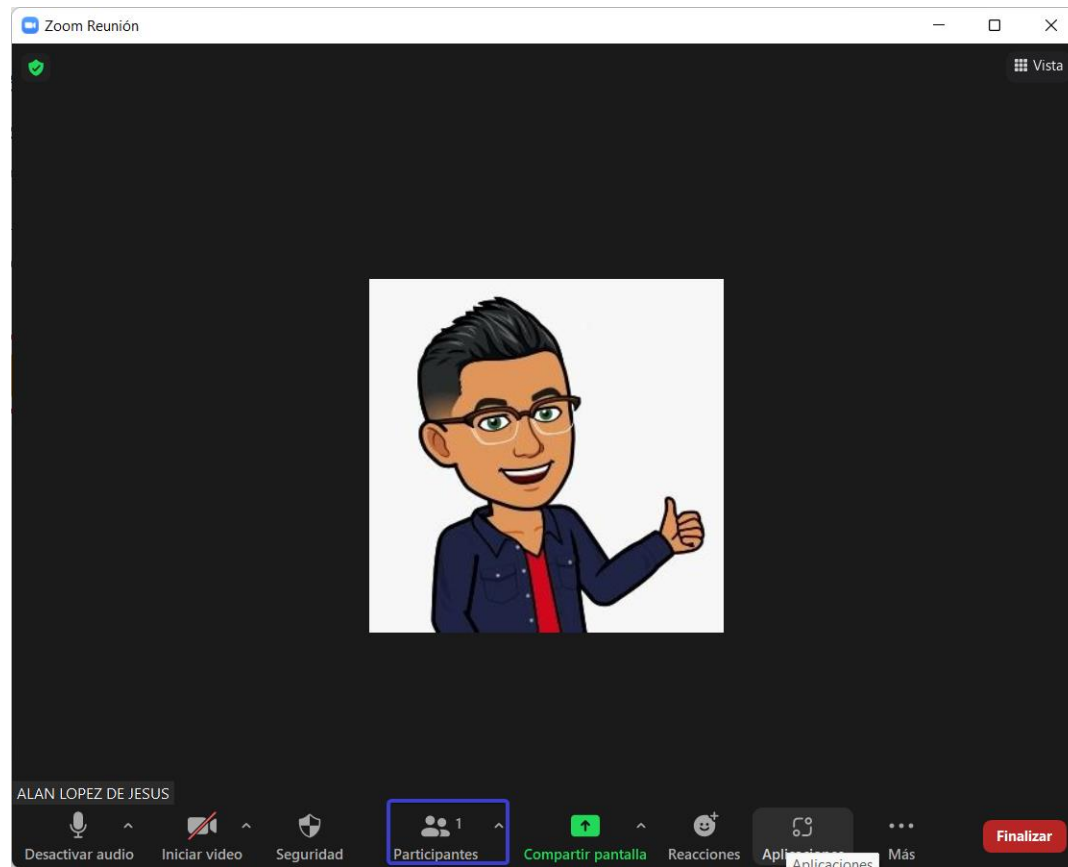 Zoom Reunión
Vista
ALAN LOPEZ DE JESUS
1
Desactivar audio
Iniciar video
Seguridad
Participantes
Compartir pantalla
Reacciones
Aplicaciones
Aplicaciones
Más
Finalizar